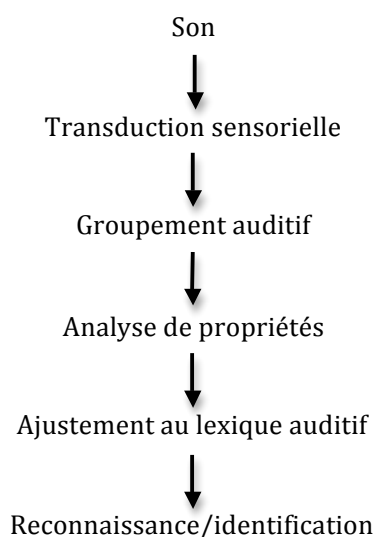 Son
Transduction sensorielle
Groupement auditif
Analyse de propriétés
Ajustement au lexique auditif
Reconnaissance/identification